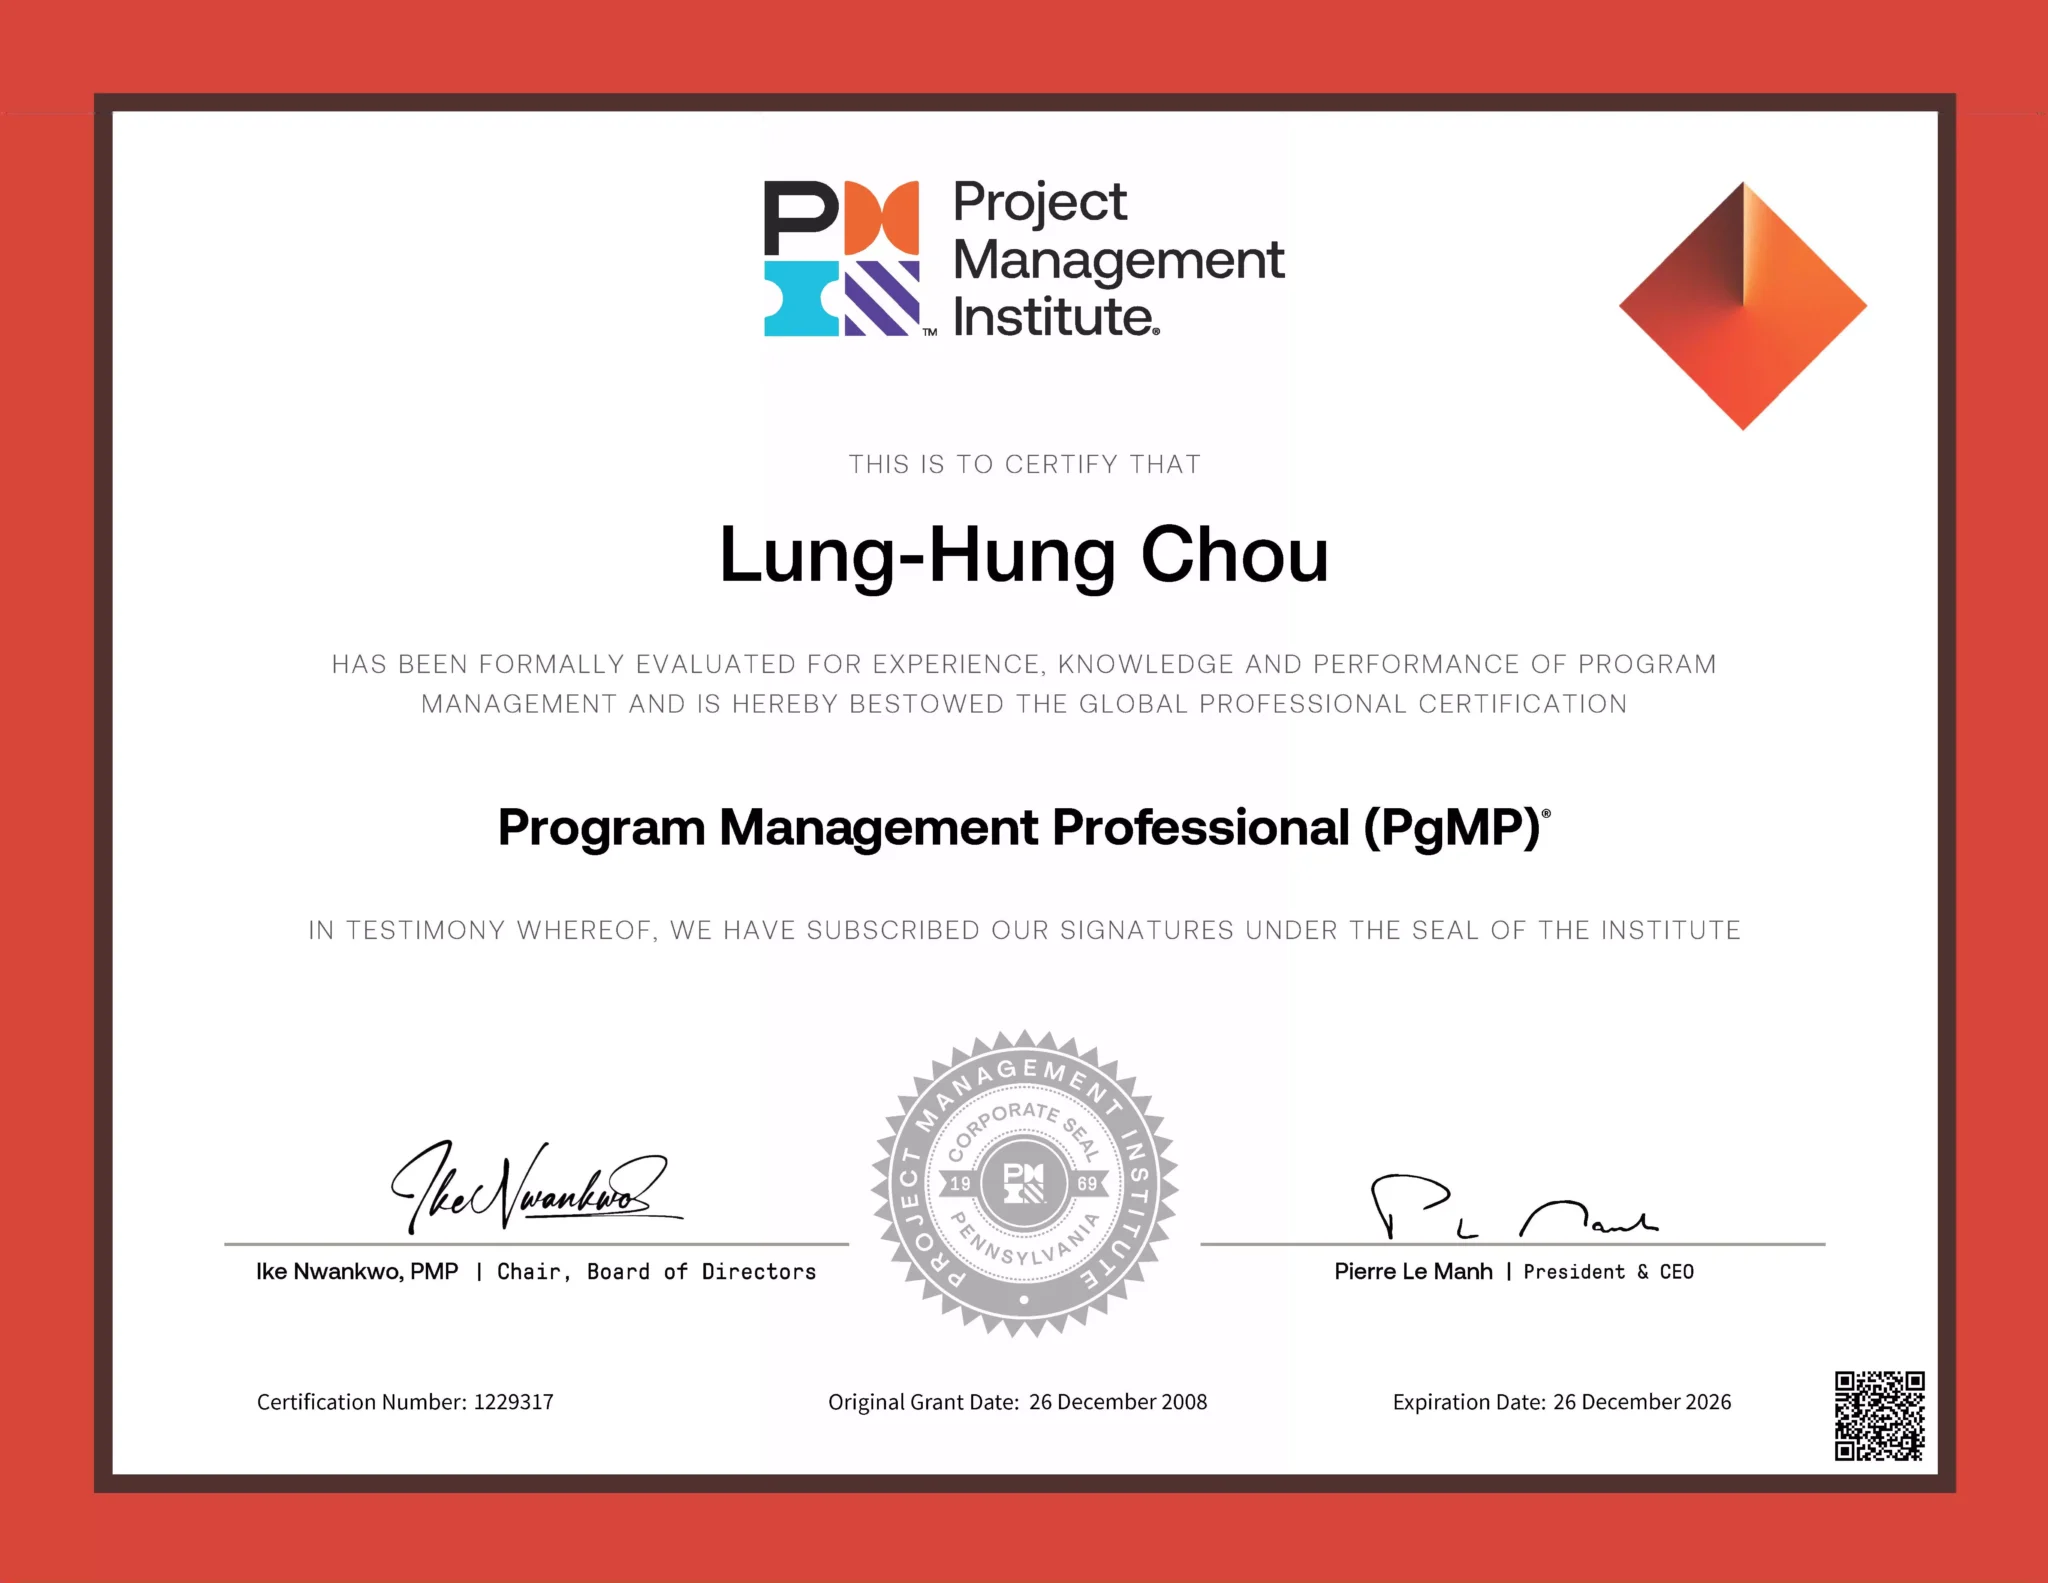 PM
Project
Management
Institute®
™
THIS IS TO CERTIFY THAT
Lung-Hung Chou
HAS BEEN FORMALLY EVALUATED FOR EXPERIENCE, KNOWLEDGE AND PERFORMANCE OF PROGRAM
MANAGEMENT AND IS HEREBY BESTOWED THE GLOBAL PROFESSIONAL CERTIFICATION
Program Management Professional (PgMP)®
IN TESTIMONY WHEREOF, WE HAVE SUBSCRIBED OUR SIGNATURES UNDER THE SEAL OF THE INSTITUTE
PROJECT MANAGEMENT INSTITUTE
CORPORATE SEAL
19 PM 69
PENNSYLVANIA
Ike Nwankwo
P L Manh
Ike Nwankwo, PMP | Chair, Board of Directors
Pierre Le Manh | President & CEO
Certification Number: 1229317
Original Grant Date: 26 December 2008
Expiration Date: 26 December 2026